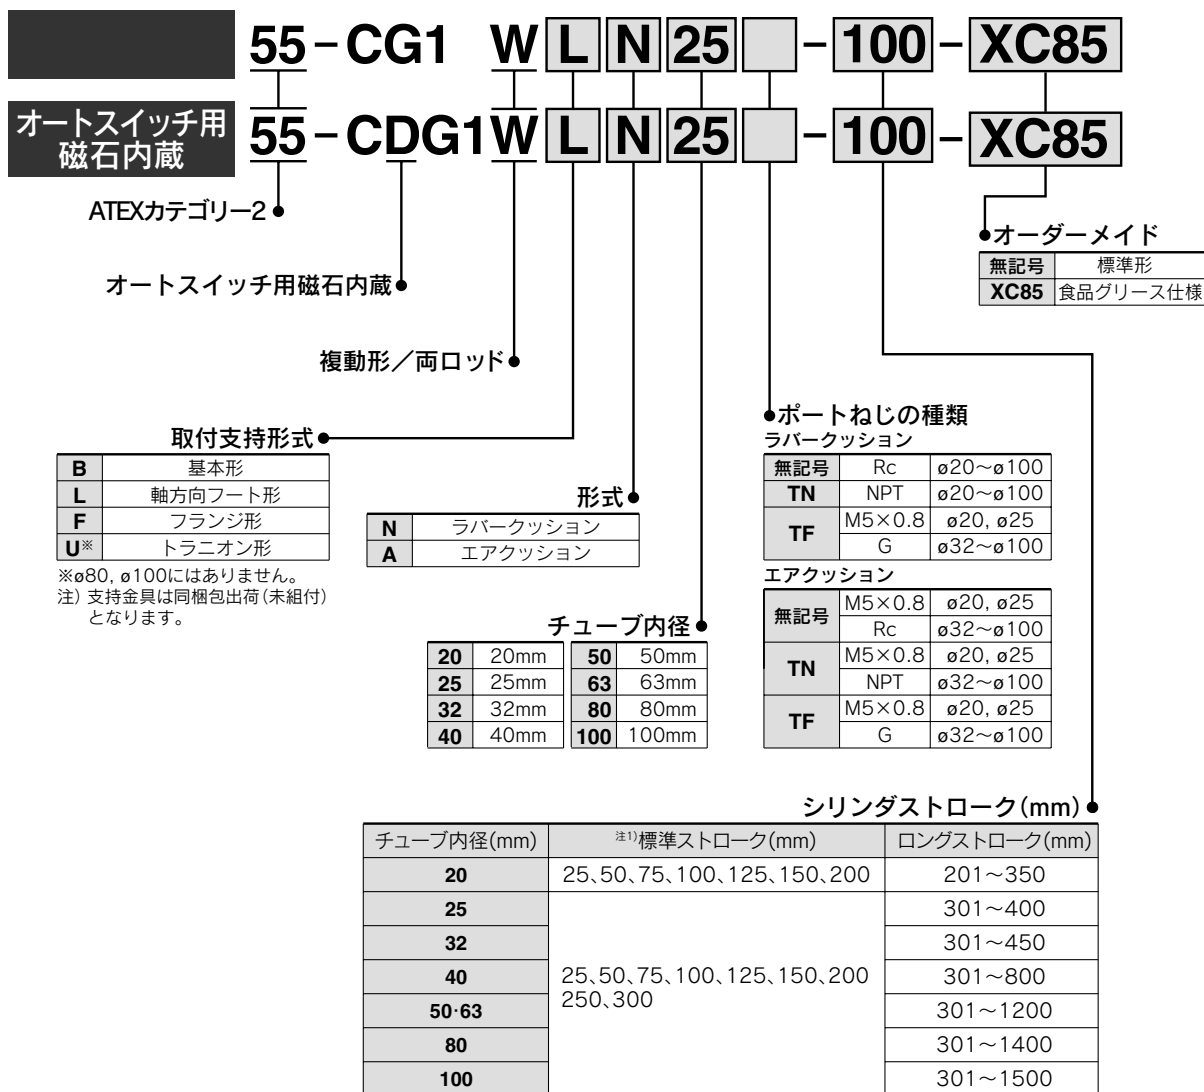 55-CG1 W L N 25 - 100 - XC85
オートスイッチ用
磁石内蔵
55-CDG1W L N 25 - 100 - XC85
ATEXカテゴリー2
オートスイッチ用磁石内蔵
複動形／両ロッド
オーダーメイド
無記号 標準形
XC85 食品グリース仕様
取付支持形式
B 基本形
L 軸方向フート形
F フランジ形
U※ トラニオン形
※ø80, ø100にはありません。
注) 支持金具は同梱包出荷(未組付)
となります。
形式
N ラバークッション
A エアクッション
チューブ内径
20 20mm 50 50mm
25 25mm 63 63mm
32 32mm 80 80mm
40 40mm 100 100mm
ポートねじの種類
ラバークッション
無記号 Rc ø20〜ø100
TN NPT ø20〜ø100
TF M5×0.8 ø20, ø25
G ø32〜ø100
エアクッション
無記号 M5×0.8 ø20, ø25
Rc ø32〜ø100
TN M5×0.8 ø20, ø25
NPT ø32〜ø100
TF M5×0.8 ø20, ø25
G ø32〜ø100
シリンダストローク(mm)
チューブ内径(mm) 注1)標準ストローク(mm) ロングストローク(mm)
20 25、50、75、100、125、150、200 201〜350
25 301〜400
32 301〜450
40 25、50、75、100、125、150、200 301〜800
250、300
50·63 301〜1200
80 301〜1400
100 301〜1500